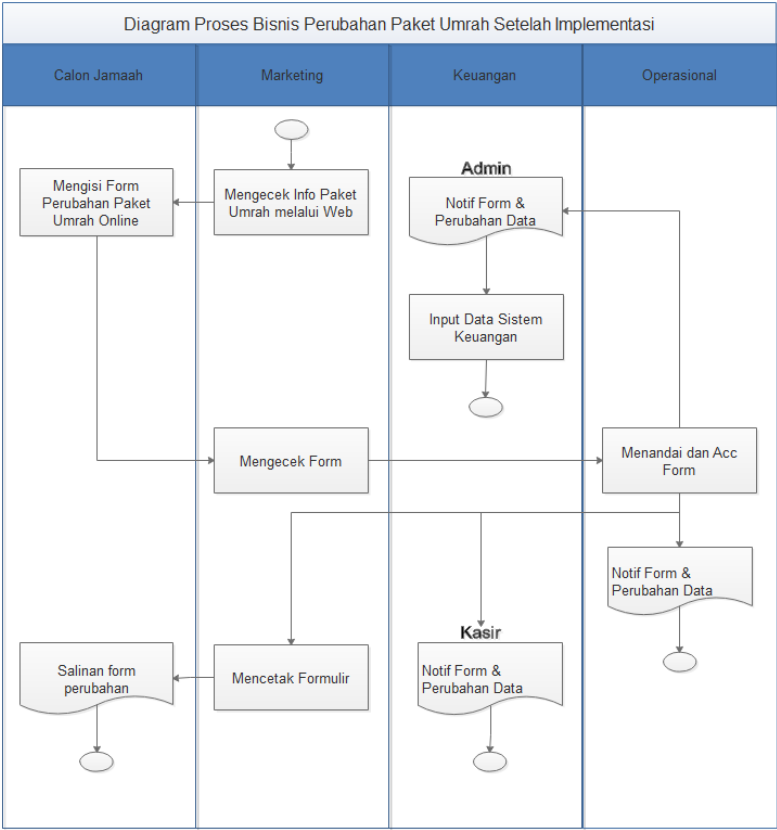 Diagram Proses Bisnis Perubahan Paket Umrah Setelah Implementasi
Calon Jamaah
Marketing
Keuangan
Operasional
Mengisi Form
Perubahan Paket
Umrah Online
Mengecek Info Paket
Umrah melalui Web
Admin
Notif Form &
Perubahan Data
Input Data Sistem
Keuangan
Mengecek Form
Menandai dan Acc
Form
Notif Form &
Perubahan Data
Salinan form
perubahan
Mencetak Formulir
Kasir
Notif Form &
Perubahan Data